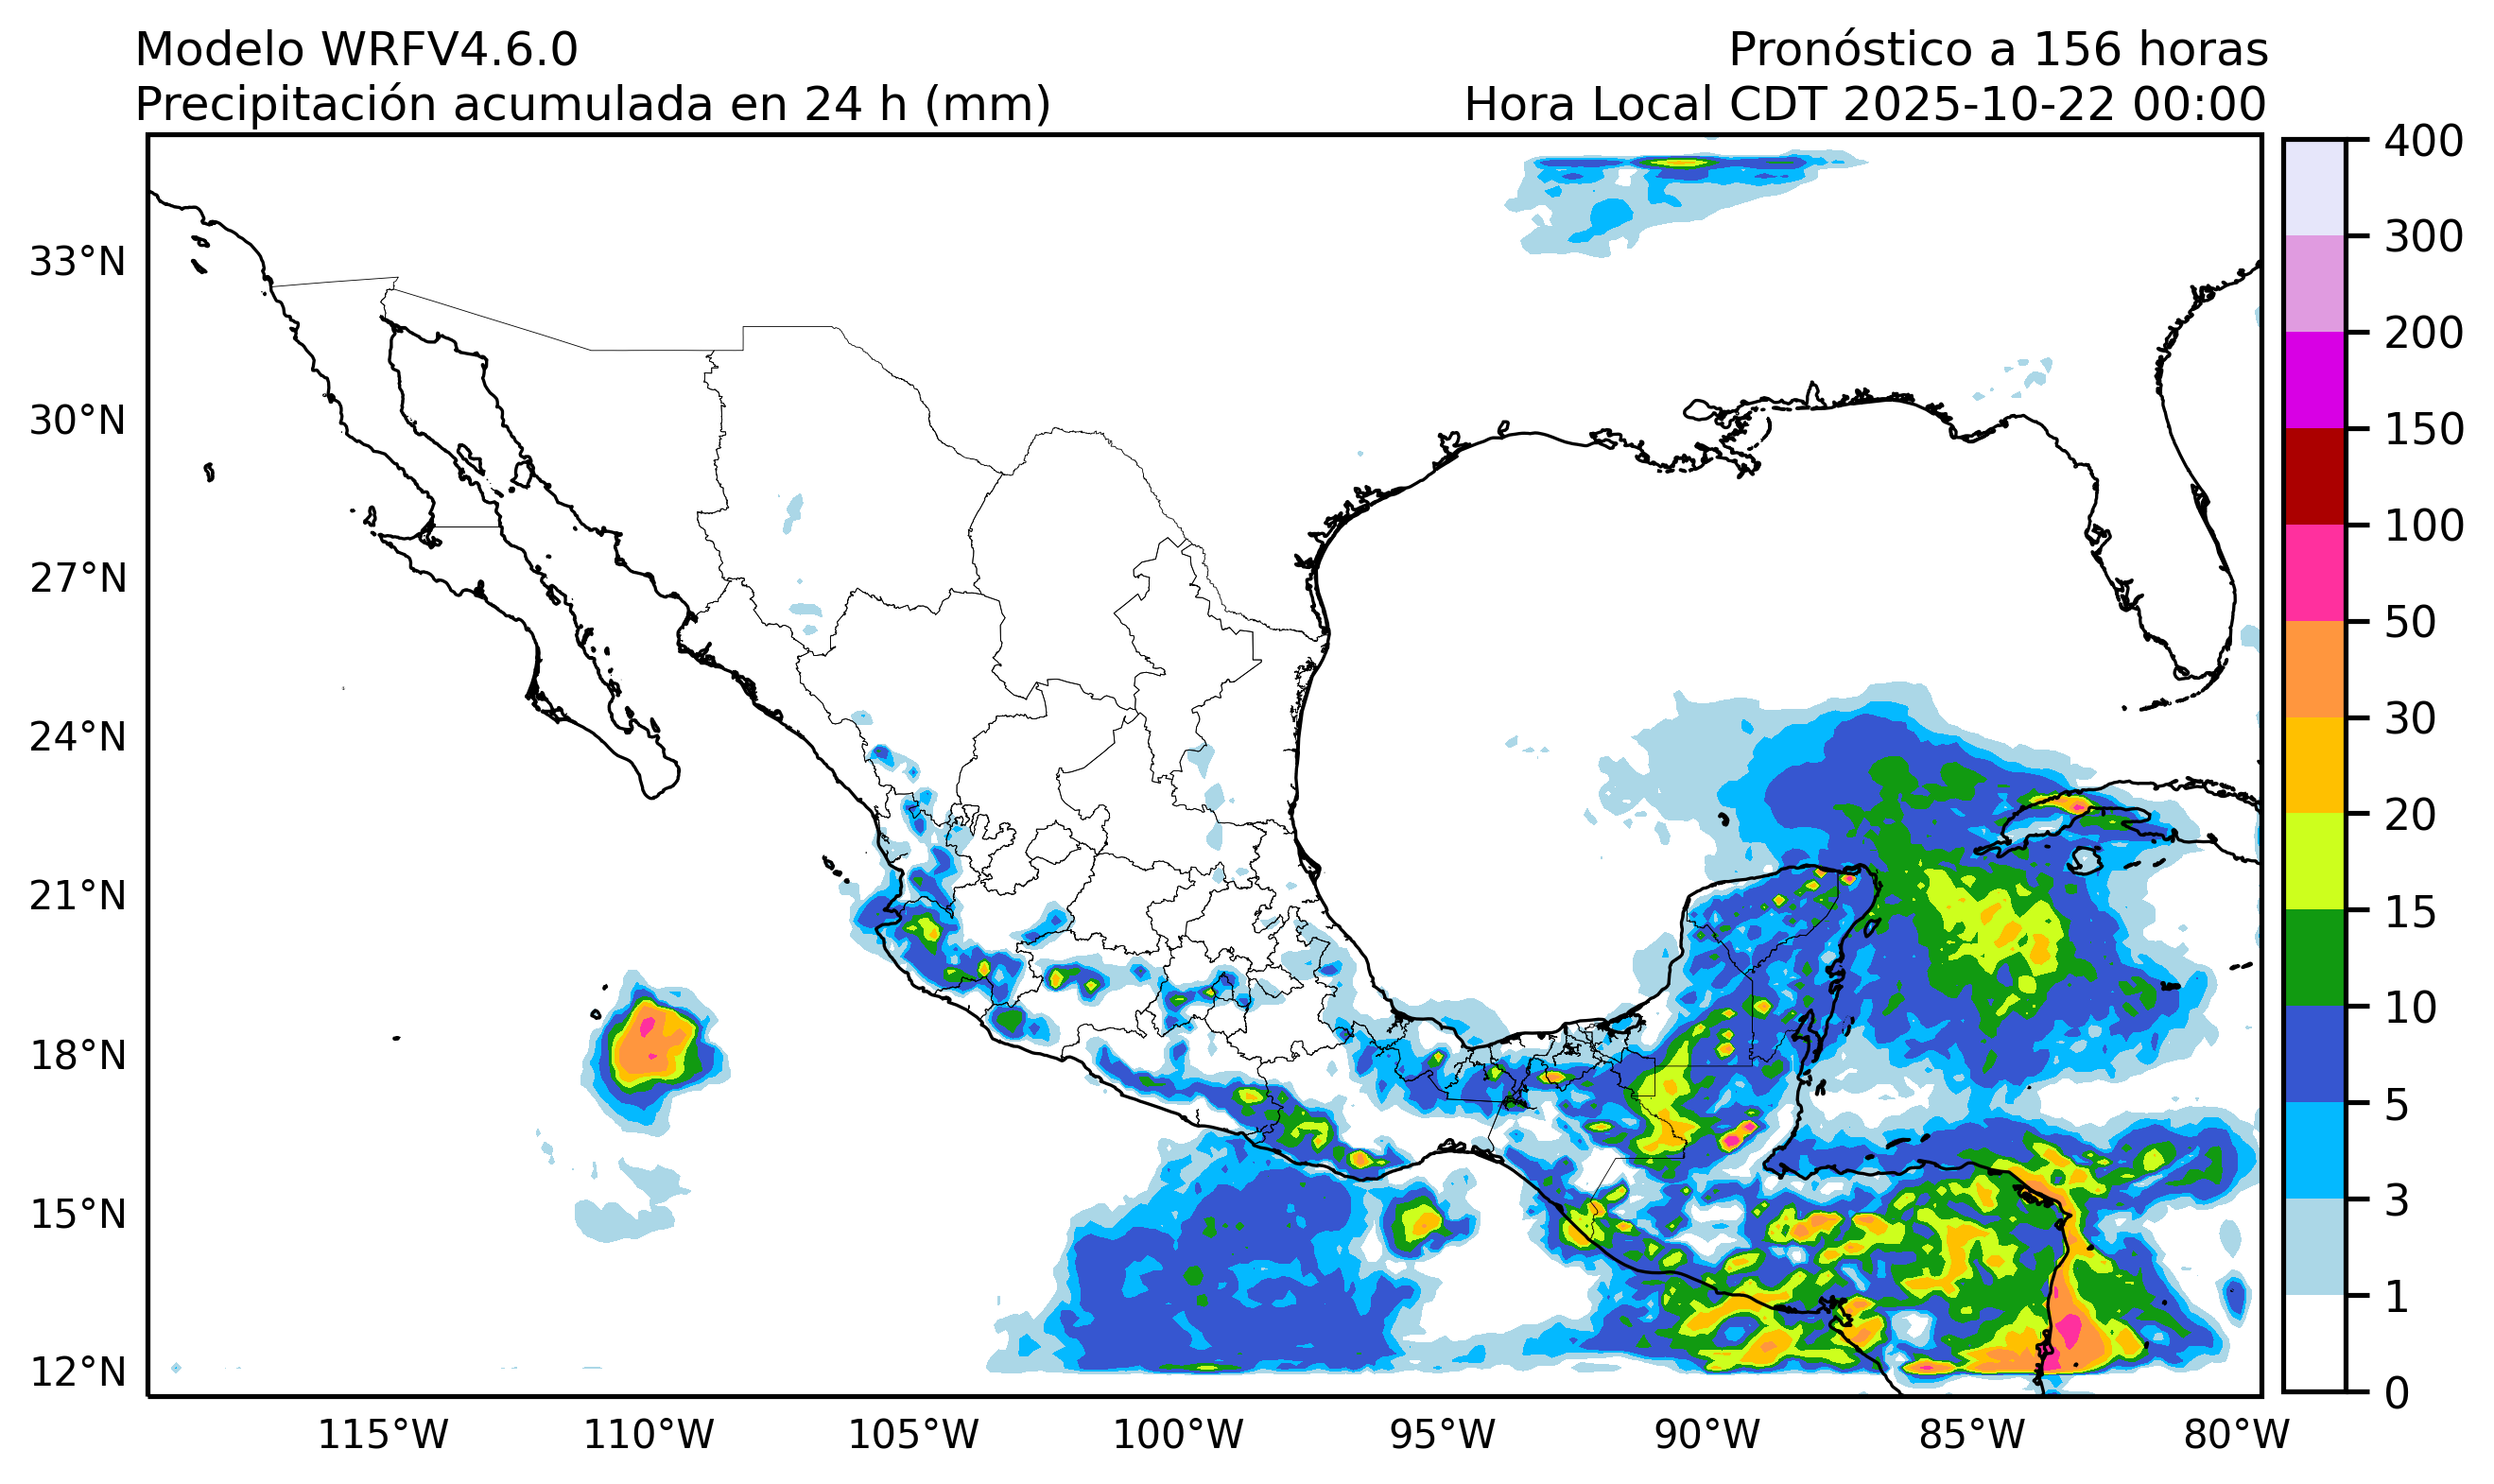 Modelo WRFV4.6.0
Pronóstico a 156 horas
Precipitación acumulada en 24 h (mm)
Hora Local CDT 2025-10-22 00:00
33°N
30°N
27°N
24°N
21°N
18°N
15°N
12°N
115°W
110°W
105°W
100°W
95°W
90°W
85°W
80°W
400
300
200
150
100
50
30
20
15
10
5
3
1
0